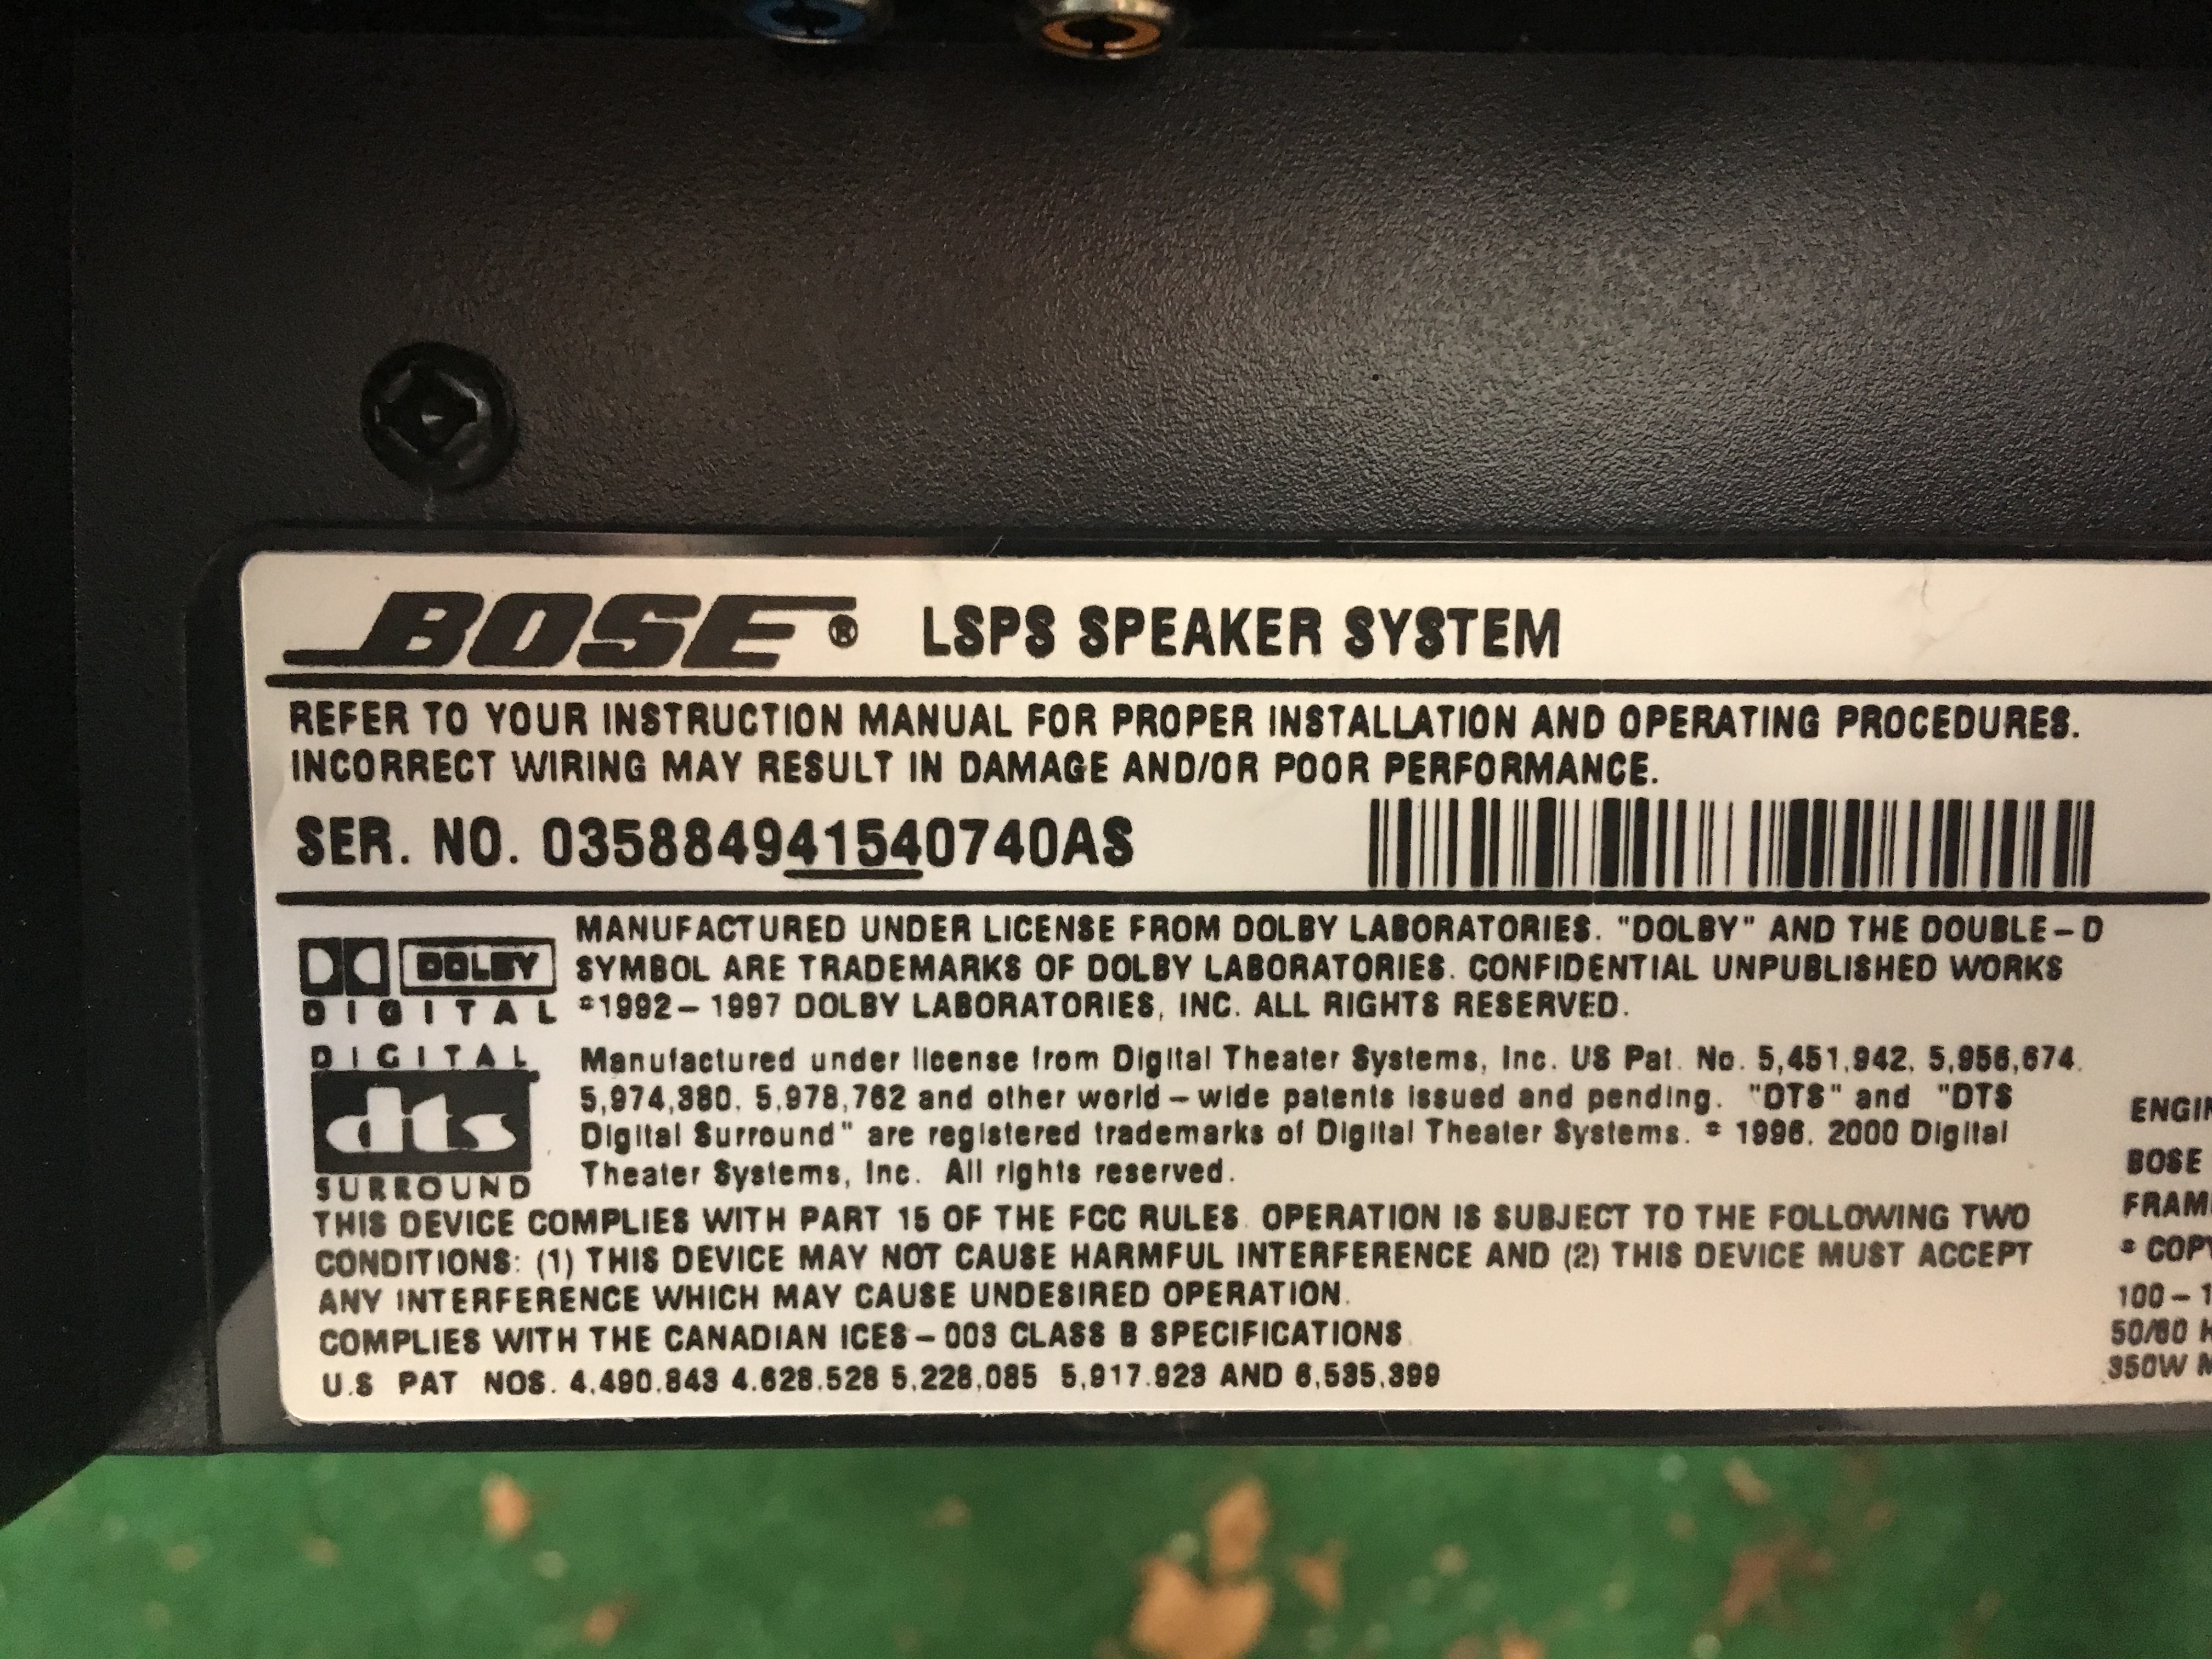 BOSE® LSPS SPEAKER SYSTEM
REFER TO YOUR INSTRUCTION MANUAL FOR PROPER INSTALLATION AND OPERATING PROCEDURES.
INCORRECT WIRING MAY RESULT IN DAMAGE AND/OR POOR PERFORMANCE.
SER. NO. 035884941540740AS
DOLBY
DIGITAL
MANUFACTURED UNDER LICENSE FROM DOLBY LABORATORIES. "DOLBY" AND THE DOUBLE-D
SYMBOL ARE TRADEMARKS OF DOLBY LABORATORIES. CONFIDENTIAL UNPUBLISHED WORKS
©1992-1997 DOLBY LABORATORIES, INC. ALL RIGHTS RESERVED.
DIGITAL
dts
SURROUND
Manufactured under license from Digital Theater Systems, Inc. US Pat. No. 5,451,942, 5,956,674,
5,974,380, 5,978,762 and other world-wide patents issued and pending. "DTS" and "DTS
Digital Surround" are registered trademarks of Digital Theater Systems. © 1996, 2000 Digital
Theater Systems, Inc. All rights reserved.
THIS DEVICE COMPLIES WITH PART 15 OF THE FCC RULES. OPERATION IS SUBJECT TO THE FOLLOWING TWO
CONDITIONS: (1) THIS DEVICE MAY NOT CAUSE HARMFUL INTERFERENCE AND (2) THIS DEVICE MUST ACCEPT
ANY INTERFERENCE WHICH MAY CAUSE UNDESIRED OPERATION.
COMPLIES WITH THE CANADIAN ICES-003 CLASS B SPECIFICATIONS
U.S PAT NOS. 4,490,843 4,628,528 5,228,085 5,917,923 AND 6,535,399
BOSE
100-1
50/60 H
350W M